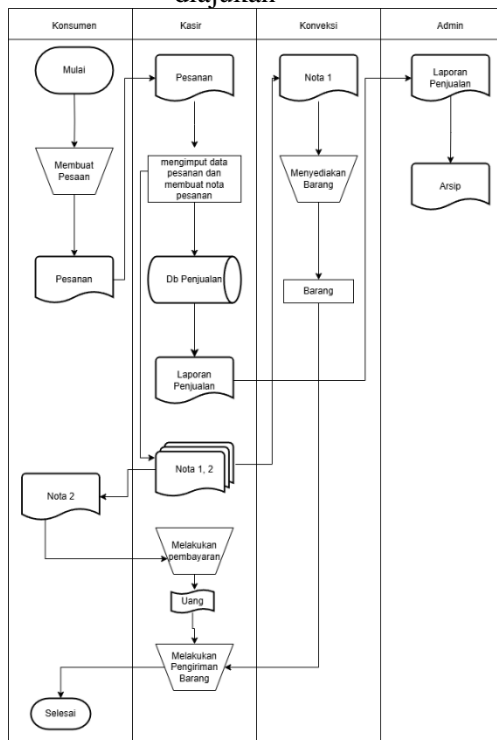 diajukan
Konsumen
Kasir
Konveksi
Admin
Mulai
Pesanan
Nota 1
Laporan
Penjualan
Membuat
Pesaan
mengimput data
pesanan dan
membuat nota
pesanan
Menyediakan
Barang
Arsip
Pesanan
Db Penjualan
Barang
Laporan
Penjualan
Nota 1, 2
Nota 2
Melakukan
pembayaran
Uang
Melakukan
Pengiriman
Barang
Selesai